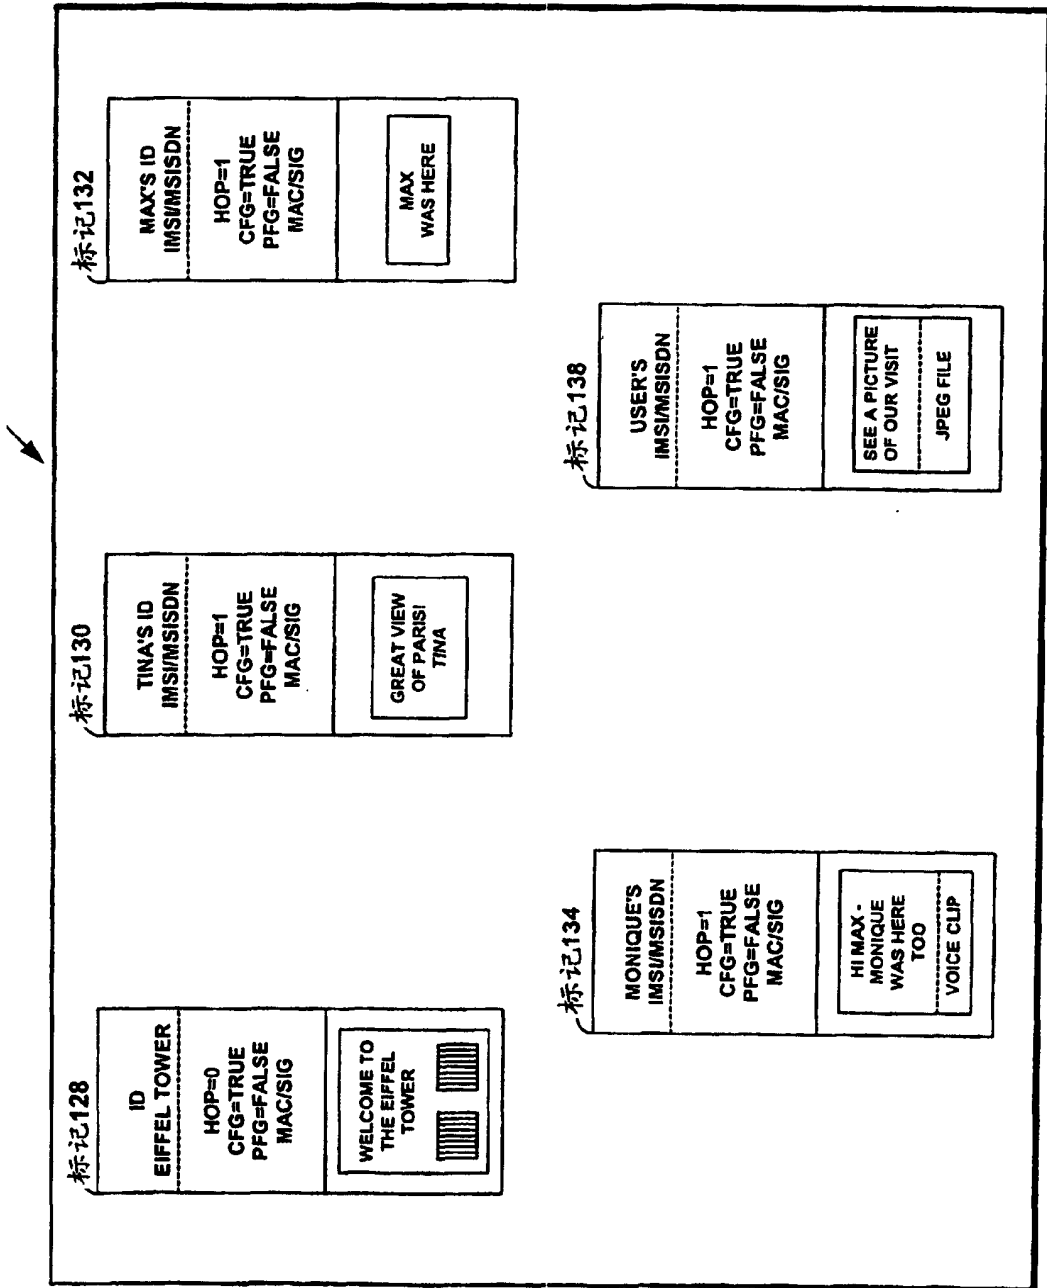 标记128
ID
EIFFEL TOWER
HOP=0
CFG=TRUE
PFG=FALSE
MAC/SIG
WELCOME TO
THE EIFFEL
TOWER
标记130
TINA'S ID
IMSI/MSISDN
HOP=1
CFG=TRUE
PFG=FALSE
MAC/SIG
GREAT VIEW
OF PARIS!
TINA
标记132
MAX'S ID
IMSI/MSISDN
HOP=1
CFG=TRUE
PFG=FALSE
MAC/SIG
MAX
WAS HERE
标记134
MONIQUE'S
IMSI/MSISDN
HOP=1
CFG=TRUE
PFG=FALSE
MAC/SIG
HI MAX -
MONIQUE
WAS HERE
TOO
VOICE CLIP
标记138
USER'S
IMSI/MSISDN
HOP=1
CFG=TRUE
PFG=FALSE
MAC/SIG
SEE A PICTURE
OF OUR VISIT
JPEG FILE